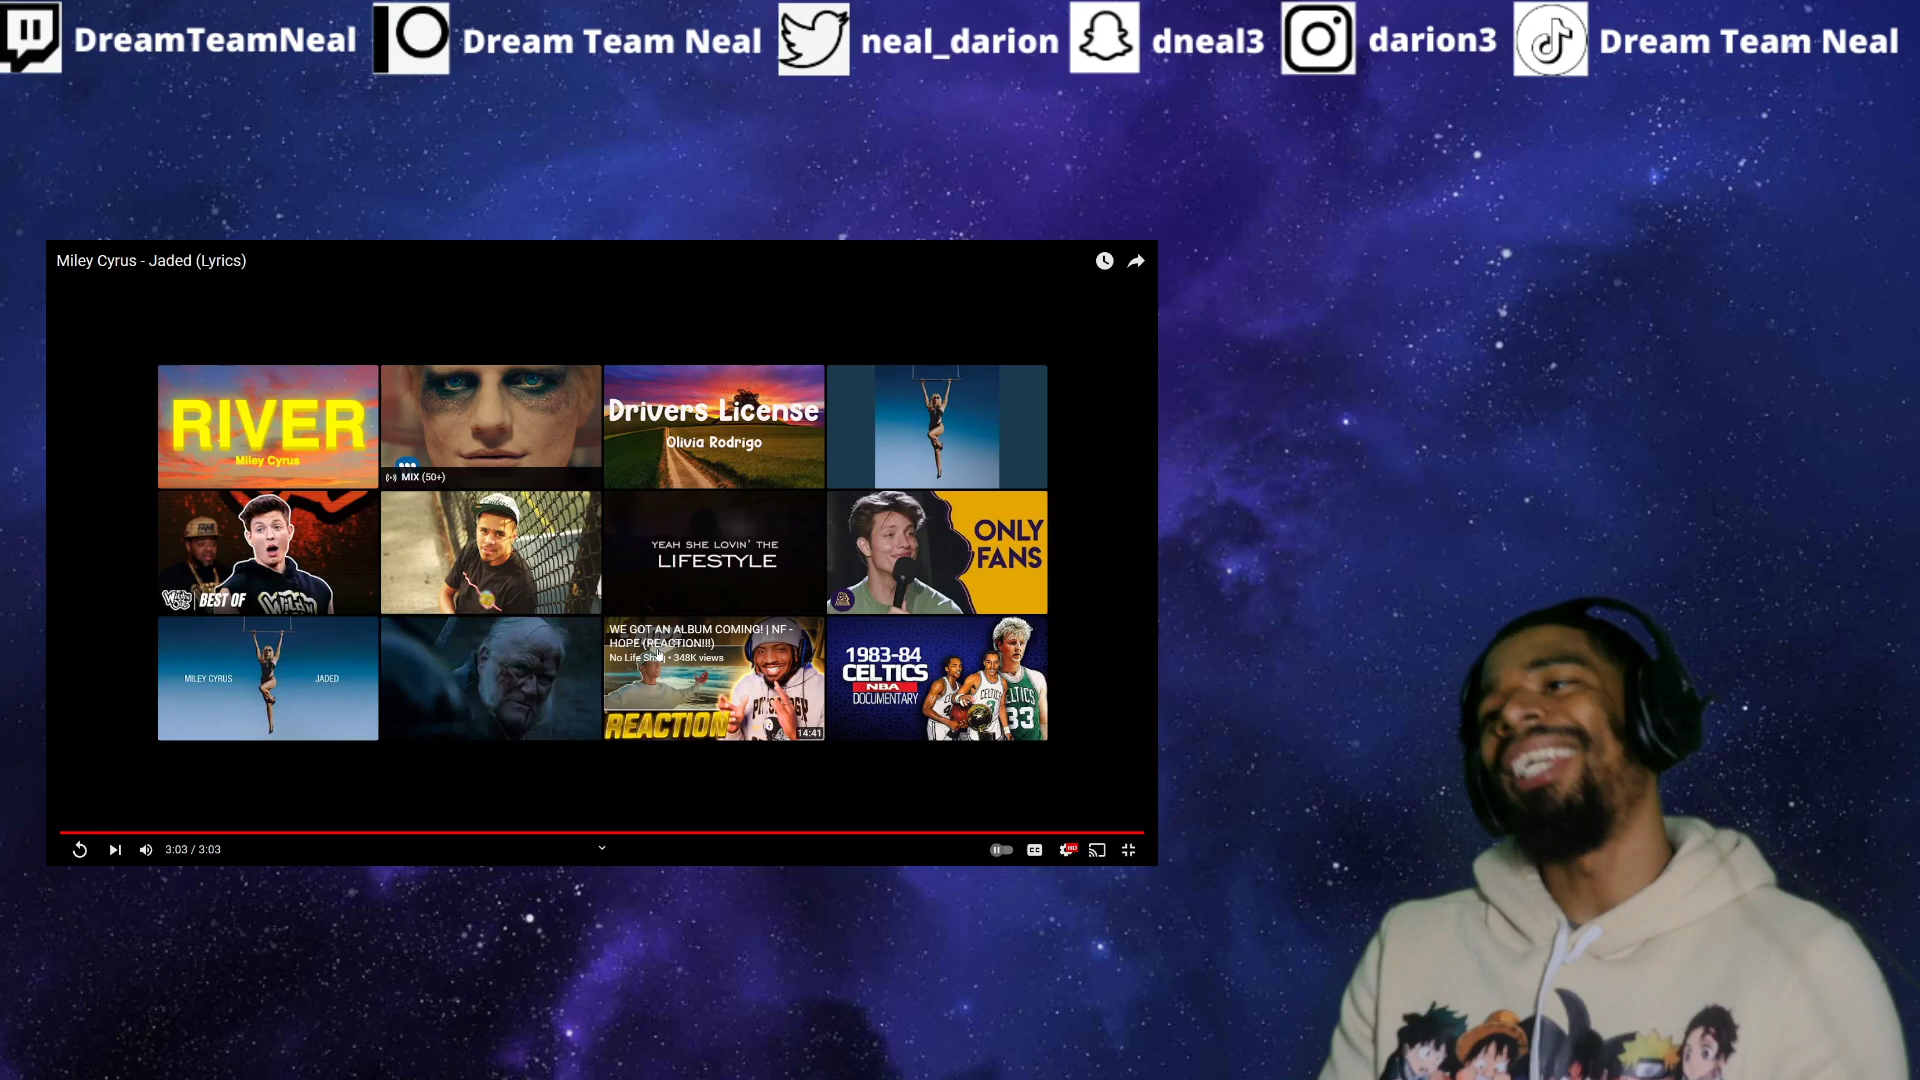 DreamTeamNeal
Dream Team Neal
neal_darion
dneal3
darion3
Dream Team Neal
Miley Cyrus - Jaded (Lyrics)
RIVER
Miley Cyrus
MIX (50+)
Drivers License
Olivia Rodrigo
FAME
BEST OF
YEAH SHE LOVIN' THE
LIFESTYLE
ONLY
FANS
MILEY CYRUS
JADED
WE GOT AN ALBUM COMING! | NF -
HOPE (REACTION!!!)
348K views
REACTION
14:41
1983-84
CELTICS
NBA
DOCUMENTARY
33
3:03 / 3:03
CC
HD